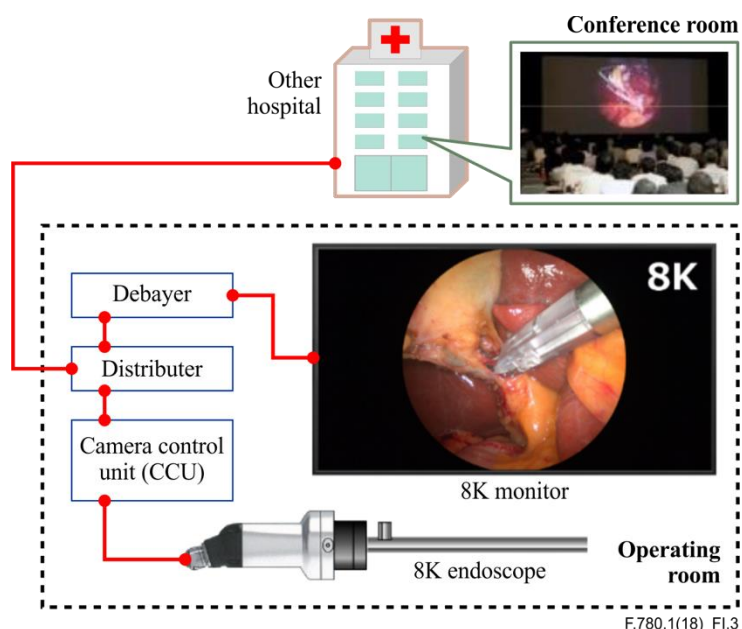 Conference room
Other
hospital
8K
Debayer
Distributer
Camera control
unit (CCU)
8K monitor
8K endoscope
Operating
room
F.780.1(18)_FI.3